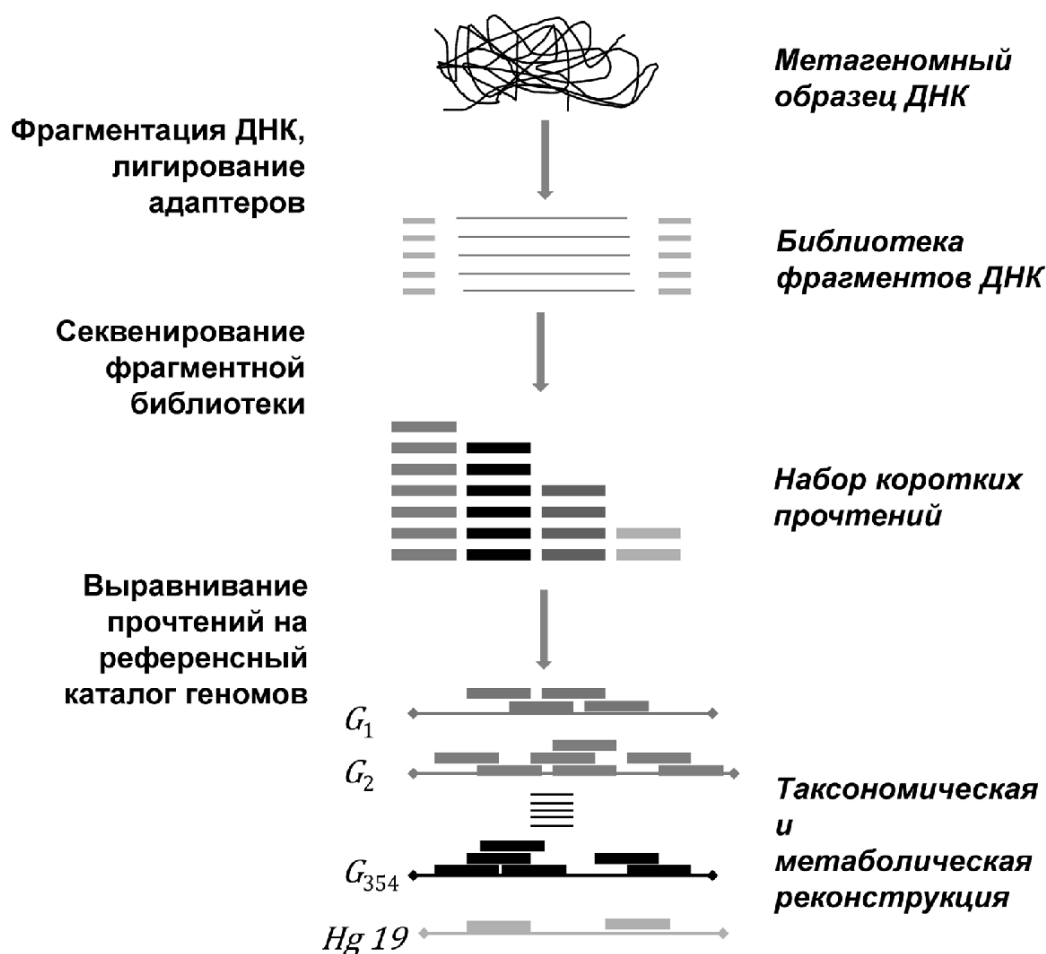 Метагеномный
образец ДНК
Фрагментация ДНК,
лигирование
адаптеров
Библиотека
фрагментов ДНК
Секвенирование
фрагментной
библиотеки
Набор коротких
прочтений
Выравнивание
прочтений на
референсный
каталог геномов
G₁
G₂
G₃₅₄
Hg 19
Таксономическая
и
метаболическая
реконструкция